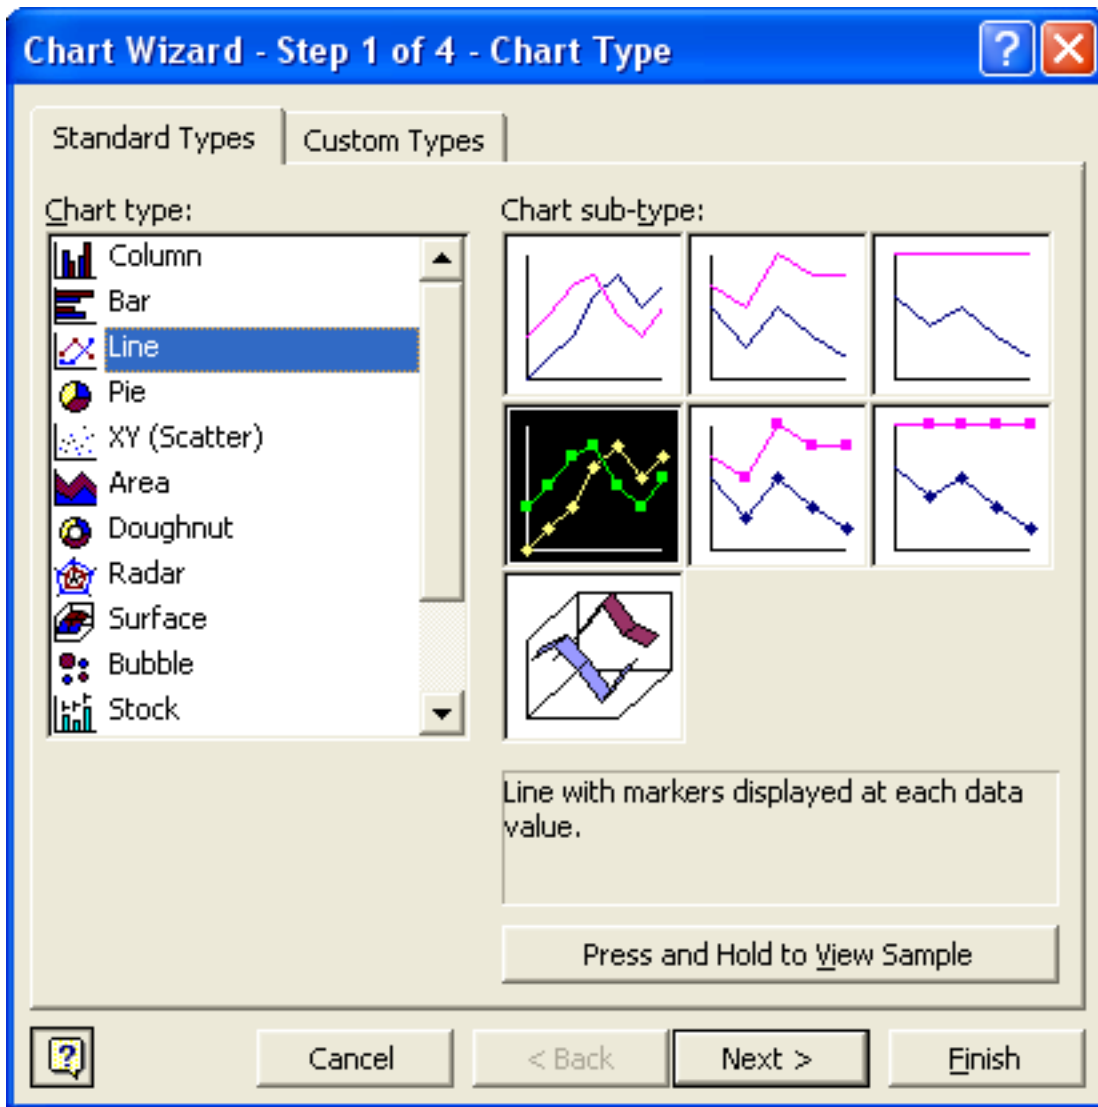 Chart Wizard - Step 1 of 4 - Chart Type
Standard Types
Custom Types
Chart type:
Column
Bar
Line
Pie
XY (Scatter)
Area
Doughnut
Radar
Surface
Bubble
Stock
Chart sub-type:
Line with markers displayed at each data
value.
Press and Hold to View Sample
Cancel
< Back
Next >
Finish